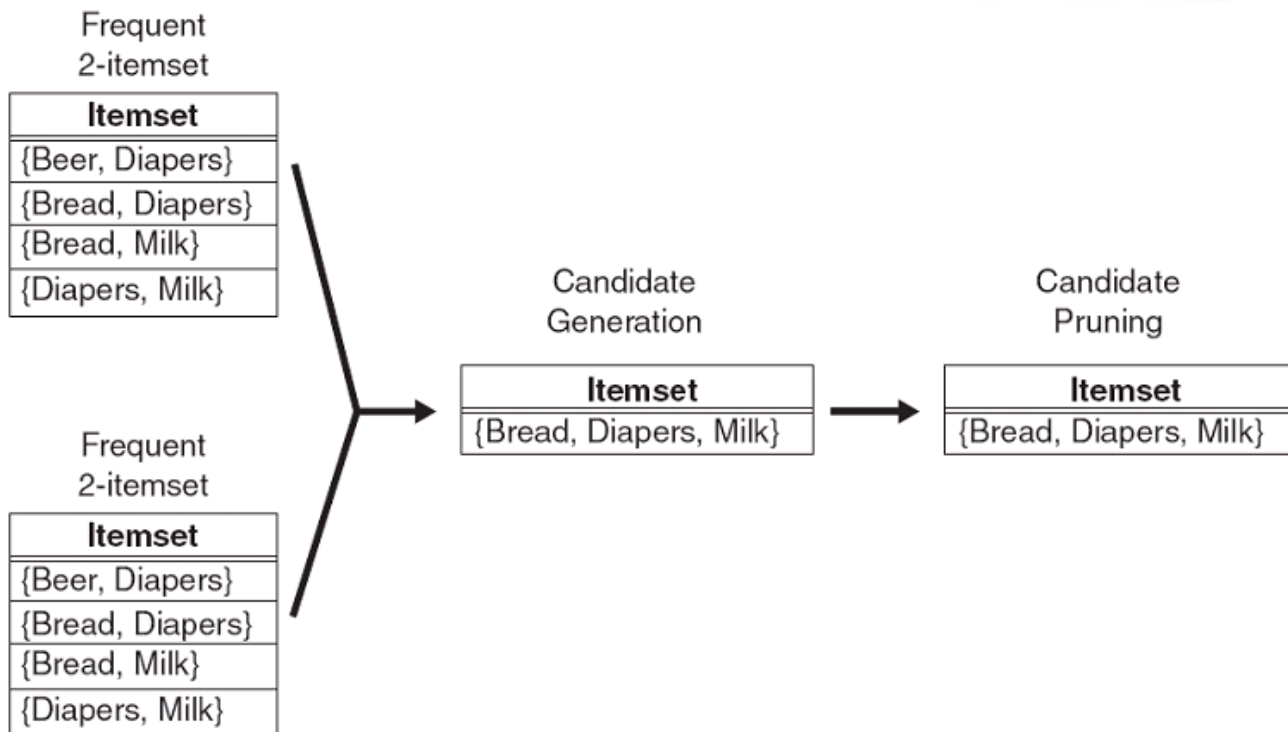 Frequent
2-itemset
Itemset
{Beer, Diapers}
{Bread, Diapers}
{Bread, Milk}
{Diapers, Milk}
Candidate
Generation
Itemset
{Bread, Diapers, Milk}
Candidate
Pruning
Itemset
{Bread, Diapers, Milk}
Frequent
2-itemset
Itemset
{Beer, Diapers}
{Bread, Diapers}
{Bread, Milk}
{Diapers, Milk}